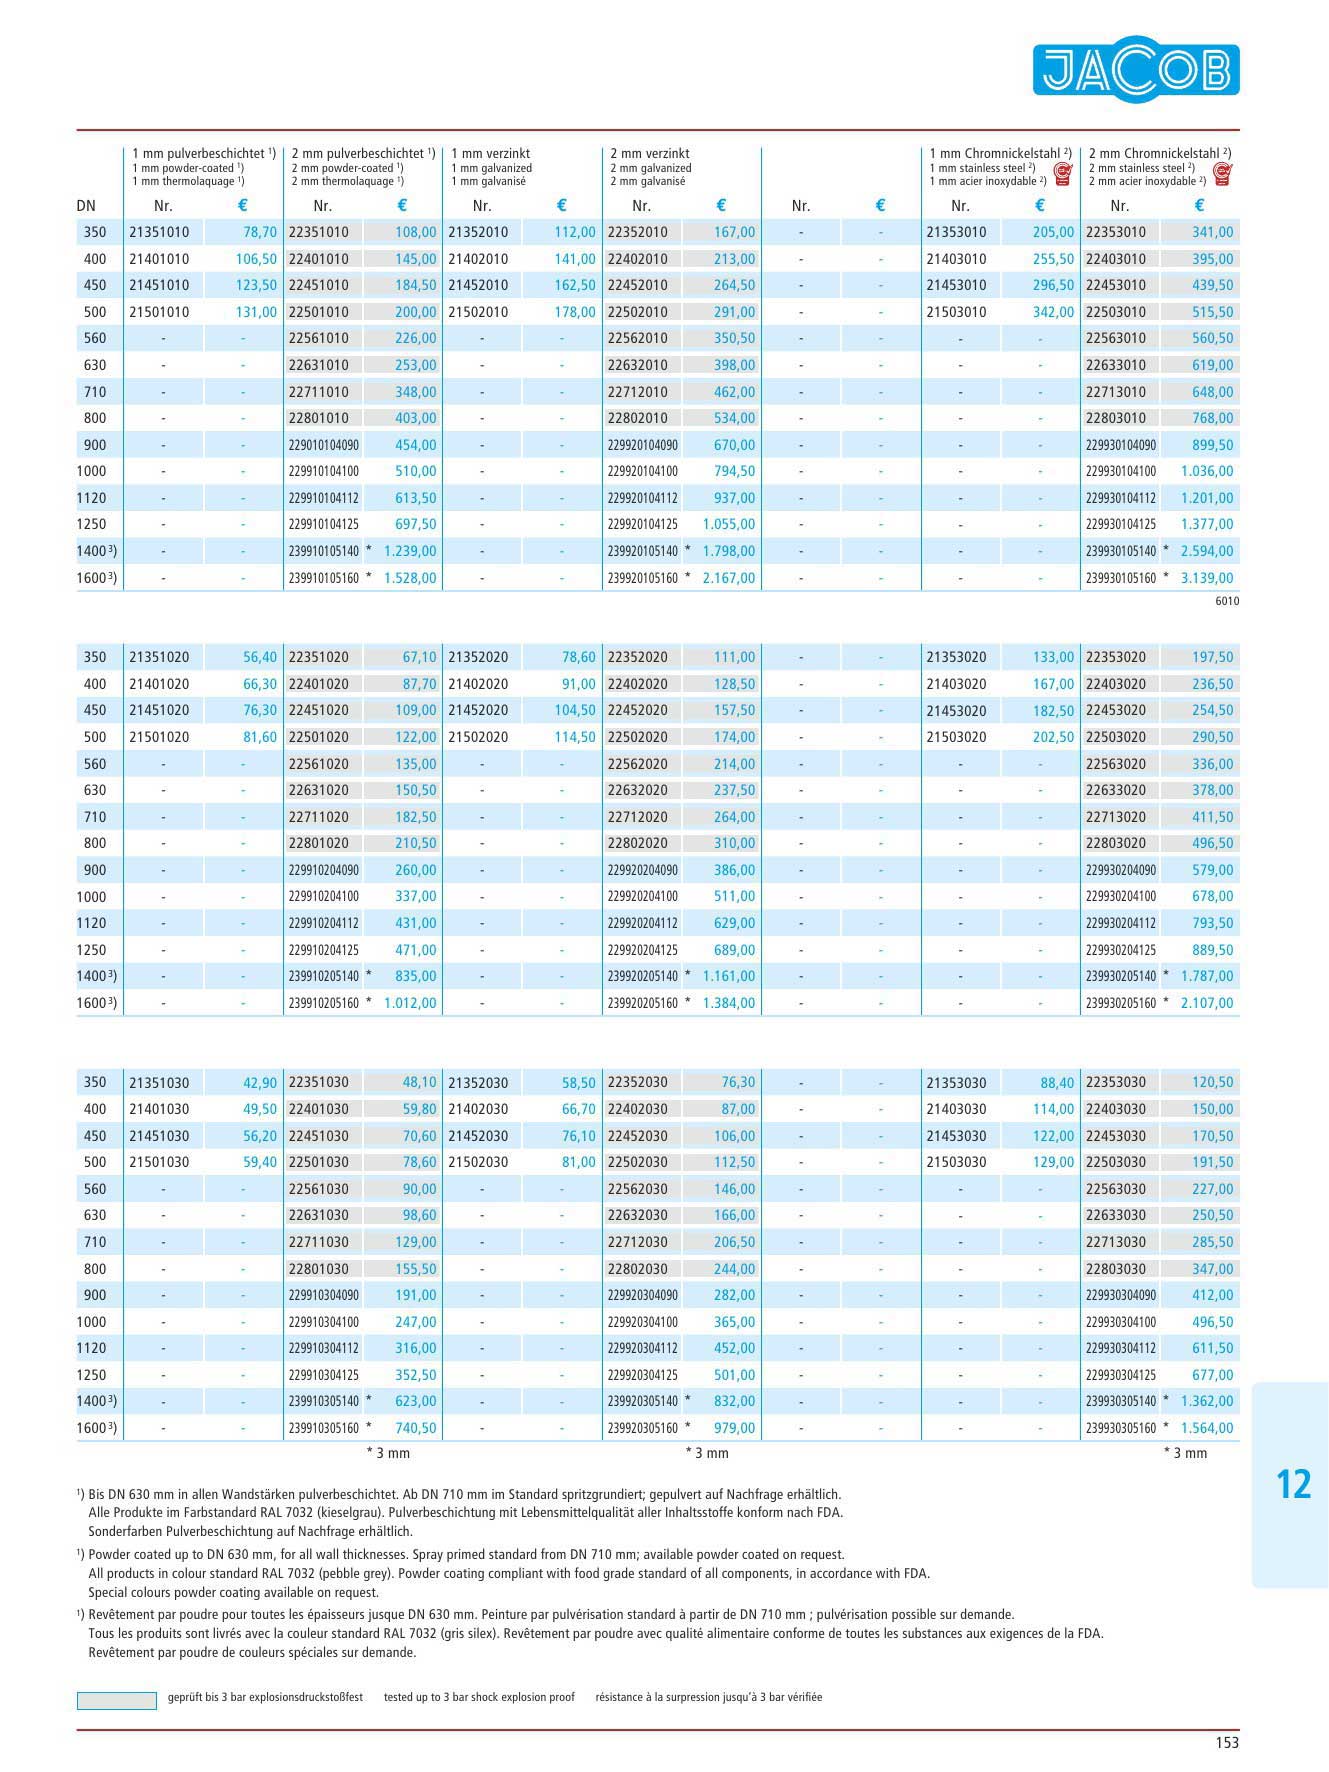 JACOB
1 mm pulverbeschichtet 1) 2 mm pulverbeschichtet 1) 1 mm verzinkt 2 mm verzinkt 1 mm Chromnickelstahl 2) 2 mm Chromnickelstahl 2)
1 mm powder-coated 1) 2 mm powder-coated 1) 1 mm galvanized 2 mm galvanized 1 mm stainless steel 2) 2 mm stainless steel 2)
1 mm thermolaquage 1) 2 mm thermolaquage 1) 1 mm galvanisé 2 mm galvanisé 1 mm acier inoxydable 2) 2 mm acier inoxydable 2)
DN Nr. € Nr. € Nr. € Nr. € Nr. € Nr. € Nr. €
350 21351010 78,70 22351010 108,00 21352010 112,00 22352010 167,00 - - 21353010 205,00 22353010 341,00
400 21401010 106,50 22401010 145,00 21402010 141,00 22402010 213,00 - - 21403010 255,50 22403010 395,00
450 21451010 123,50 22451010 184,50 21452010 162,50 22452010 264,50 - - 21453010 296,50 22453010 439,50
500 21501010 131,00 22501010 200,00 21502010 178,00 22502010 291,00 - - 21503010 342,00 22503010 515,50
560 - - 22561010 226,00 - - 22562010 350,50 - - - - 22563010 560,50
630 - - 22631010 253,00 - - 22632010 398,00 - - - - 22633010 619,00
710 - - 22711010 348,00 - - 22712010 462,00 - - - - 22713010 648,00
800 - - 22801010 403,00 - - 22802010 534,00 - - - - 22803010 768,00
900 - - 229010104090 454,00 - - 229920104090 670,00 - - - - 229930104090 899,50
1000 - - 229910104100 510,00 - - 229920104100 794,50 - - - - 229930104100 1.036,00
1120 - - 229910104112 613,50 - - 229920104112 937,00 - - - - 229930104112 1.201,00
1250 - - 229910104125 697,50 - - 229920104125 1.055,00 - - - - 229930104125 1.377,00
1400 3) - - 239910105140 * 1.239,00 - - 239920105140 * 1.798,00 - - - - 239930105140 * 2.594,00
1600 3) - - 239910105160 * 1.528,00 - - 239920105160 * 2.167,00 - - - - 239930105160 * 3.139,00
6010
350 21351020 56,40 22351020 67,10 21352020 78,60 22352020 111,00 - - 21353020 133,00 22353020 197,50
400 21401020 66,30 22401020 87,70 21402020 91,00 22402020 128,50 - - 21403020 167,00 22403020 236,50
450 21451020 76,30 22451020 109,00 21452020 104,50 22452020 157,50 - - 21453020 182,50 22453020 254,50
500 21501020 81,60 22501020 122,00 21502020 114,50 22502020 174,00 - - 21503020 202,50 22503020 290,50
560 - - 22561020 135,00 - - 22562020 214,00 - - - - 22563020 336,00
630 - - 22631020 150,50 - - 22632020 237,50 - - - - 22633020 378,00
710 - - 22711020 182,50 - - 22712020 264,00 - - - - 22713020 411,50
800 - - 22801020 210,50 - - 22802020 310,00 - - - - 22803020 496,50
900 - - 229910204090 260,00 - - 229920204090 386,00 - - - - 229930204090 579,00
1000 - - 229910204100 337,00 - - 229920204100 511,00 - - - - 229930204100 678,00
1120 - - 229910204112 431,00 - - 229920204112 629,00 - - - - 229930204112 793,50
1250 - - 229910204125 471,00 - - 229920204125 689,00 - - - - 229930204125 889,50
1400 3) - - 239910205140 * 835,00 - - 239920205140 * 1.161,00 - - - - 239930205140 * 1.787,00
1600 3) - - 239910205160 * 1.012,00 - - 239920205160 * 1.384,00 - - - - 239930205160 * 2.107,00
350 21351030 42,90 22351030 48,10 21352030 58,50 22352030 76,30 - - 21353030 88,40 22353030 120,50
400 21401030 49,50 22401030 59,80 21402030 66,70 22402030 87,00 - - 21403030 114,00 22403030 150,00
450 21451030 56,20 22451030 70,60 21452030 76,10 22452030 106,00 - - 21453030 122,00 22453030 170,50
500 21501030 59,40 22501030 78,60 21502030 81,00 22502030 112,50 - - 21503030 129,00 22503030 191,50
560 - - 22561030 90,00 - - 22562030 146,00 - - - - 22563030 227,00
630 - - 22631030 98,60 - - 22632030 166,00 - - - - 22633030 250,50
710 - - 22711030 129,00 - - 22712030 206,50 - - - - 22713030 285,50
800 - - 22801030 155,50 - - 22802030 244,00 - - - - 22803030 347,00
900 - - 229910304090 191,00 - - 229920304090 282,00 - - - - 229930304090 412,00
1000 - - 229910304100 247,00 - - 229920304100 365,00 - - - - 229930304100 496,50
1120 - - 229910304112 316,00 - - 229920304112 452,00 - - - - 229930304112 611,50
1250 - - 229910304125 352,50 - - 229920304125 501,00 - - - - 229930304125 677,00
1400 3) - - 239910305140 * 623,00 - - 239920305140 * 832,00 - - - - 239930305140 * 1.362,00
1600 3) - - 239910305160 * 740,50 - - 239920305160 * 979,00 - - - - 239930305160 * 1.564,00
* 3 mm * 3 mm * 3 mm
12
1) Bis DN 630 mm in allen Wandstärken pulverbeschichtet. Ab DN 710 mm im Standard spritzgrundiert; gepulvert auf Nachfrage erhältlich.
Alle Produkte im Farbstandard RAL 7032 (kieselgrau). Pulverbeschichtung mit Lebensmittelqualität aller Inhaltsstoffe konform nach FDA.
Sonderfarben Pulverbeschichtung auf Nachfrage erhältlich.
1) Powder coated up to DN 630 mm, for all wall thicknesses. Spray primed standard from DN 710 mm; available powder coated on request.
All products in colour standard RAL 7032 (pebble grey). Powder coating compliant with food grade standard of all components, in accordance with FDA.
Special colours powder coating available on request.
1) Revêtement par poudre pour toutes les épaisseurs jusque DN 630 mm. Peinture par pulvérisation standard à partir de DN 710 mm ; pulvérisation possible sur demande.
Tous les produits sont livrés avec la couleur standard RAL 7032 (gris silex). Revêtement par poudre avec qualité alimentaire conforme de toutes les substances aux exigences de la FDA.
Revêtement par poudre de couleurs spéciales sur demande.
geprüft bis 3 bar explosionsdruckstoßfest tested up to 3 bar shock explosion proof résistance à la surpression jusqu'à 3 bar vérifiée
153